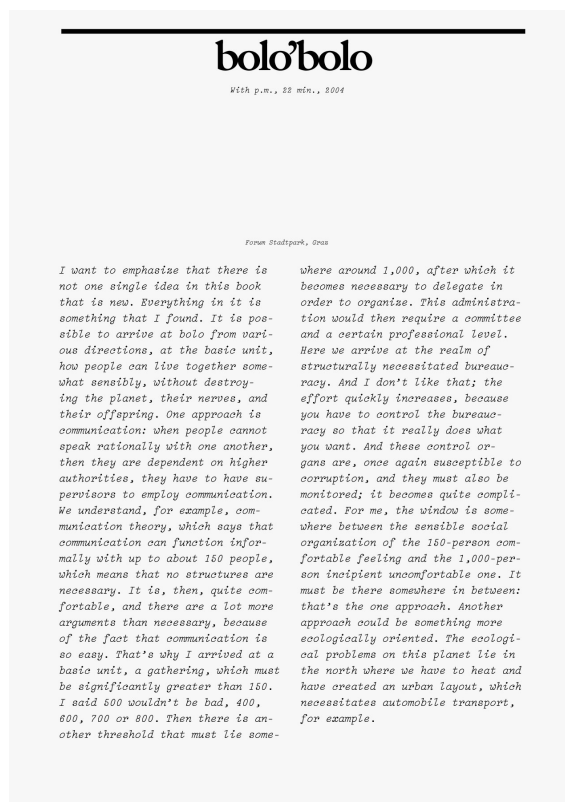 bolo’bolo
With p.m., 22 min., 2004
Forum Stadtpark, Graz
I want to emphasize that there is
not one single idea in this book
that is new. Everything in it is
something that I found. It is pos-
sible to arrive at bolo from vari-
ous directions, at the basic unit,
how people can live together some-
what sensibly, without destroy-
ing the planet, their nerves, and
their offspring. One approach is
communication: when people cannot
speak rationally with one another,
then they are dependent on higher
authorities, they have to have su-
pervisors to employ communication.
We understand, for example, com-
munication theory, which says that
communication can function infor-
mally with up to about 150 people,
which means that no structures are
necessary. It is, then, quite com-
fortable, and there are a lot more
arguments than necessary, because
of the fact that communication is
so easy. That’s why I arrived at a
basic unit, a gathering, which must
be significantly greater than 150.
I said 500 wouldn’t be bad, 400,
600, 700 or 800. Then there is an-
other threshold that must lie some-
where around 1,000, after which it
becomes necessary to delegate in
order to organize. This administra-
tion would then require a committee
and a certain professional level.
Here we arrive at the realm of
structurally necessitated bureauc-
racy. And I don’t like that; the
effort quickly increases, because
you have to control the bureauc-
racy so that it really does what
you want. And these control or-
gans are, once again susceptible to
corruption, and they must also be
monitored; it becomes quite compli-
cated. For me, the window is some-
where between the sensible social
organization of the 150-person com-
fortable feeling and the 1,000-per-
son incipient uncomfortable one. It
must be there somewhere in between:
that’s the one approach. Another
approach could be something more
ecologically oriented. The ecologi-
cal problems on this planet lie in
the north where we have to heat and
have created an urban layout, which
necessitates automobile transport,
for example.